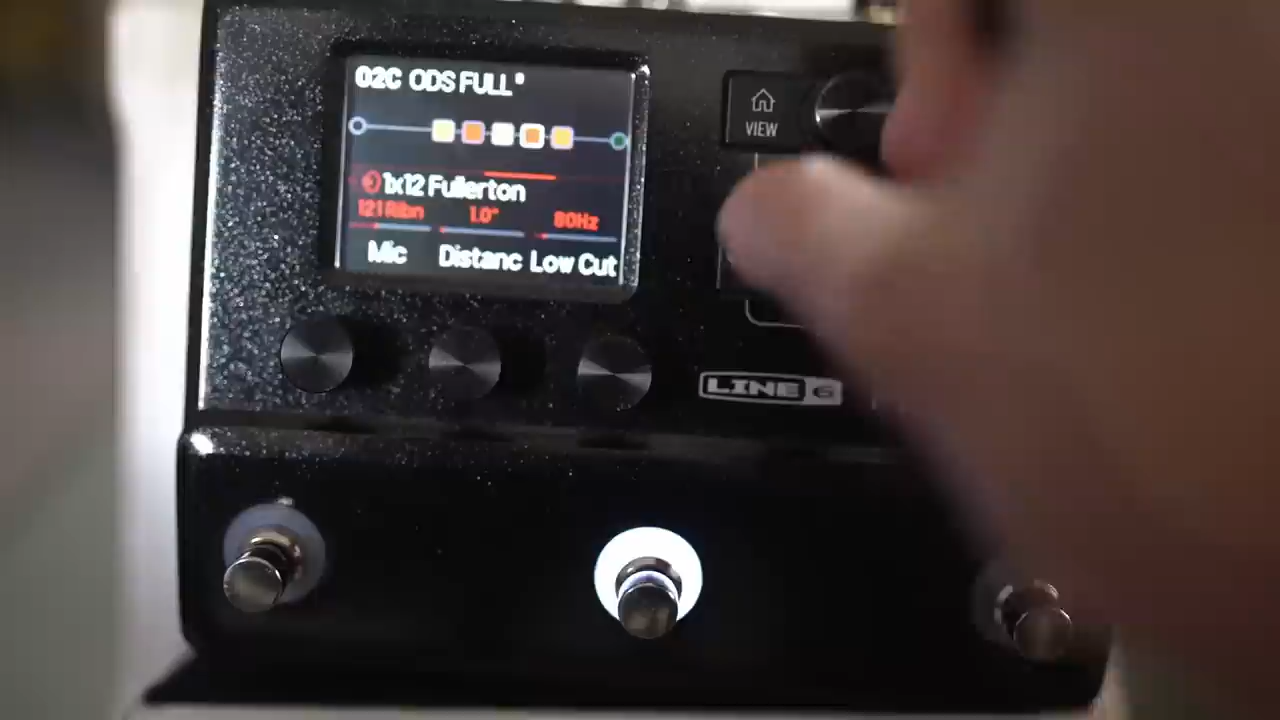 02C ODS FULL*
1x12 Fullerton
121 Ribn 1.0" 80Hz
Mic Distanc Low Cut
VIEW
LINE 6